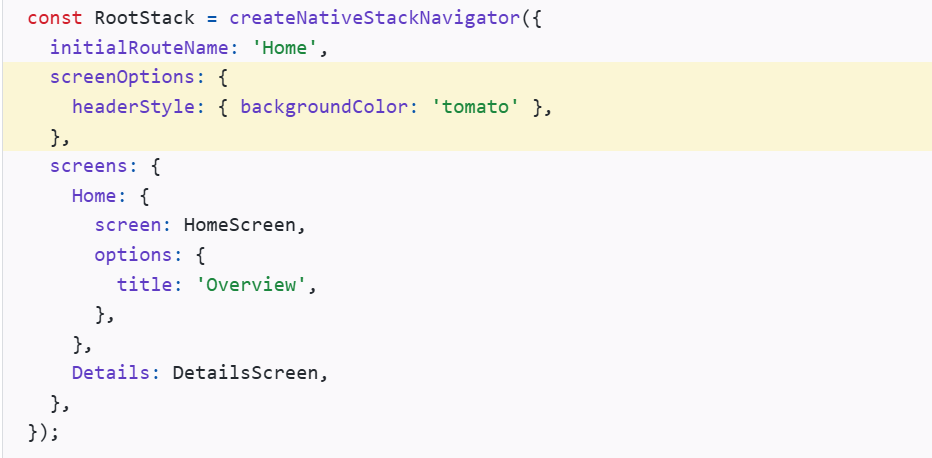 const RootStack = createNativeStackNavigator({
  initialRouteName: 'Home',
  screenOptions: {
    headerStyle: { backgroundColor: 'tomato' },
  },
  screens: {
    Home: {
      screen: HomeScreen,
      options: {
        title: 'Overview',
      },
    },
    Details: DetailsScreen,
  },
});